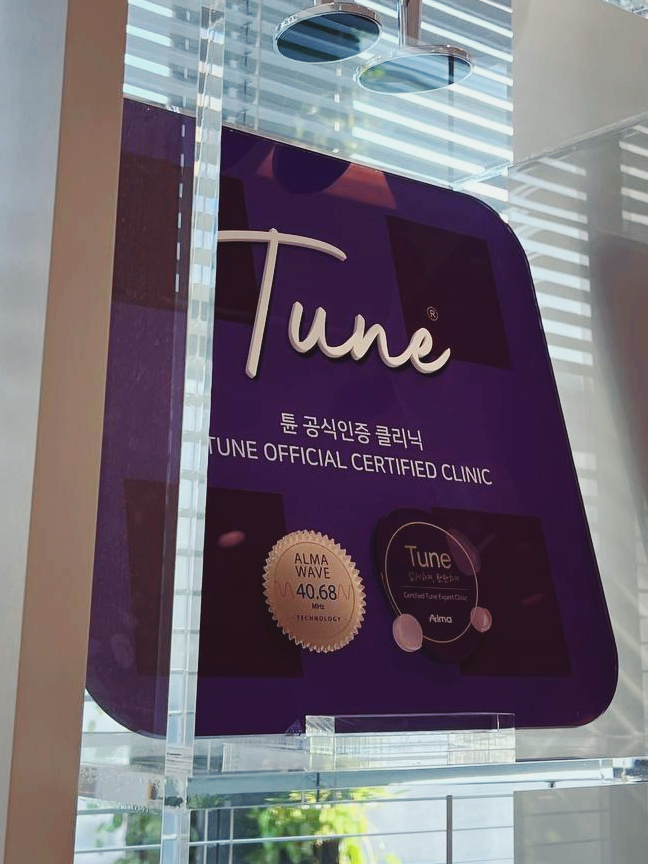 Tune®
튠 공식인증 클리닉
TUNE OFFICIAL CERTIFIED CLINIC
ALMA
WAVE
40.68
MHz
TECHNOLOGY
Tune
Certified Tune Expert Clinic
Alma